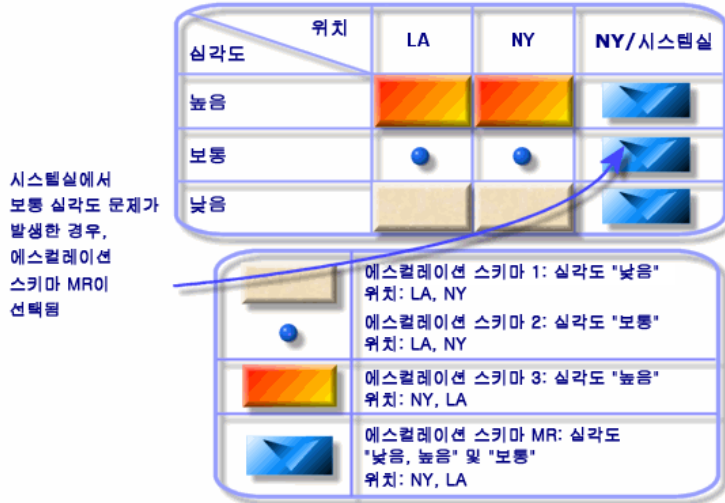 위치
심각도
LA
NY
NY/시스템실
높음
보통
낮음
시스템실에서
보통 심각도 문제가
발생한 경우,
에스컬레이션
스키마 MR이
선택됨
에스컬레이션 스키마 1: 심각도 "낮음"
위치: LA, NY
에스컬레이션 스키마 2: 심각도 "보통"
위치: LA, NY
에스컬레이션 스키마 3: 심각도 "높음"
위치: NY, LA
에스컬레이션 스키마 MR: 심각도
"낮음, 높음" 및 "보통"
위치: NY, LA